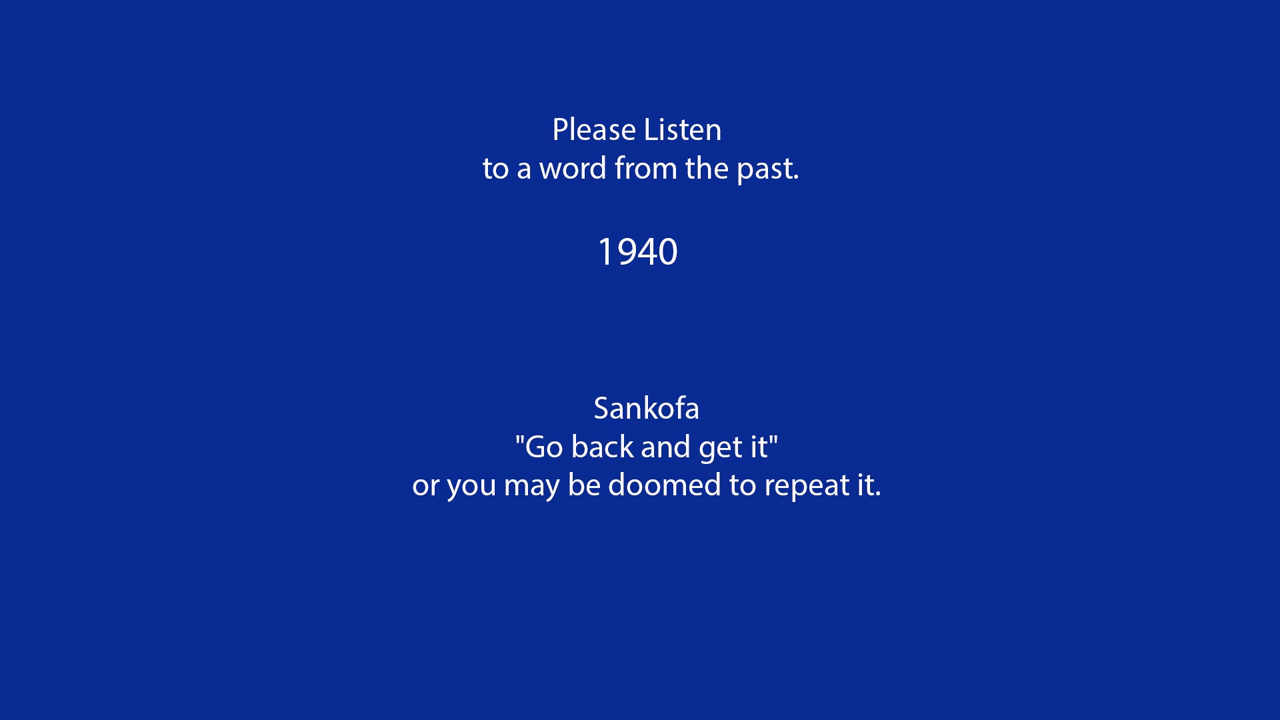 Please Listen
to a word from the past.
1940
Sankofa
"Go back and get it"
or you may be doomed to repeat it.